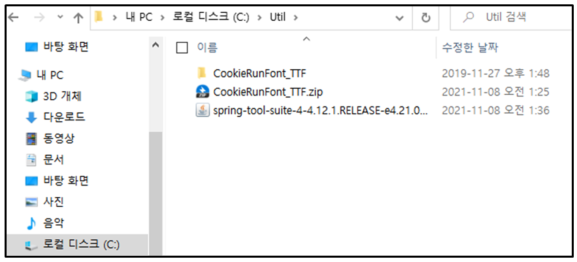 > 내 PC > 로컬 디스크 (C:) > Util >
Util 검색
이름
수정한 날짜
CookieRunFont_TTF
2019-11-27 오후 1:48
CookieRunFont_TTF.zip
2021-11-08 오전 1:25
spring-tool-suite-4-4.12.1.RELEASE-e4.21.0...
2021-11-08 오전 1:36
바탕 화면
내 PC
3D 개체
다운로드
동영상
문서
바탕 화면
사진
음악
로컬 디스크 (C:)